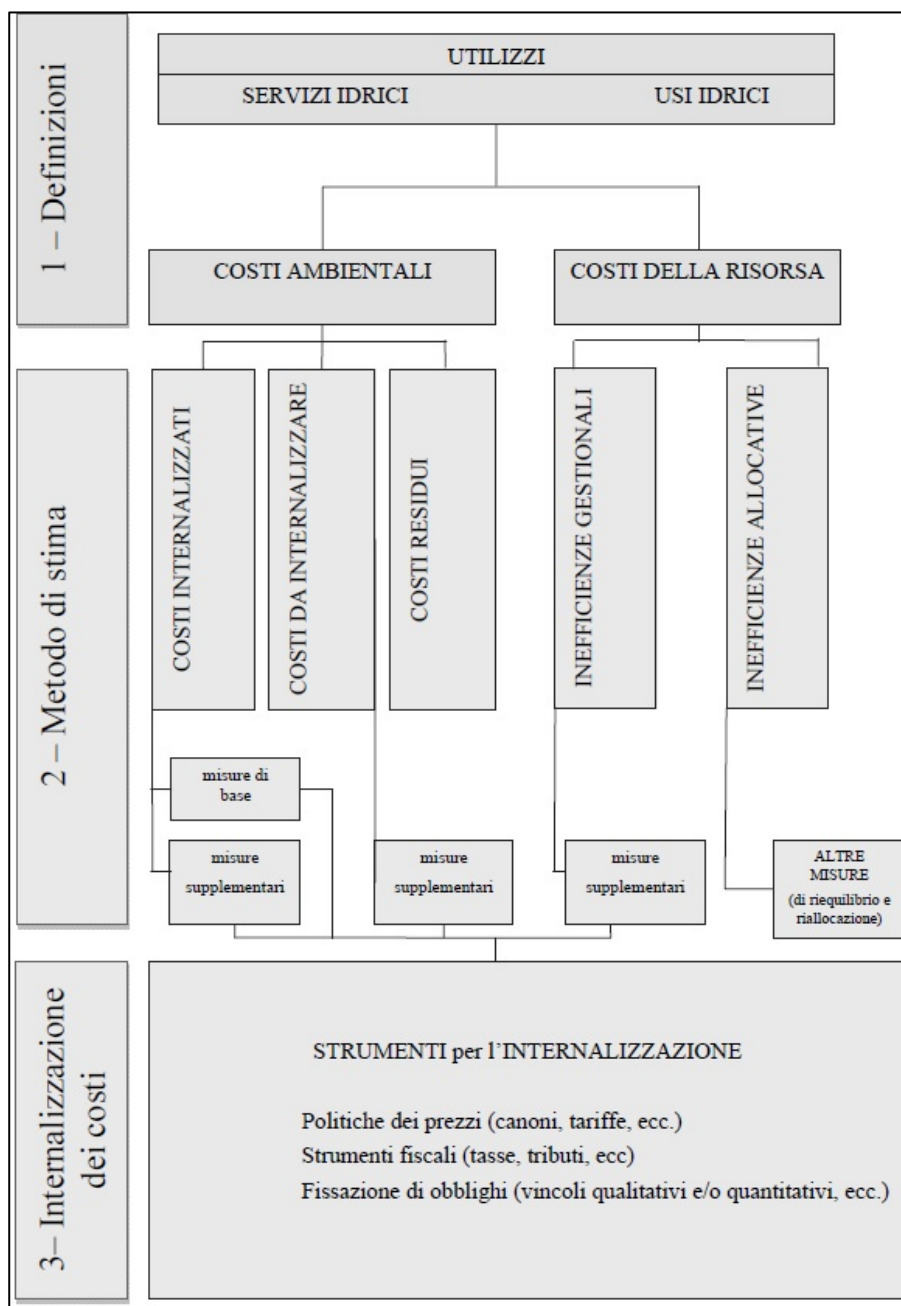 1 – Definizioni
UTILIZZI
SERVIZI IDRICI USI IDRICI
COSTI AMBIENTALI
COSTI DELLA RISORSA
2 – Metodo di stima
COSTI INTERNALIZZATI
COSTI DA INTERNALIZZARE
COSTI RESIDUI
INEFFICIENZE GESTIONALI
INEFFICIENZE ALLOCATIVE
misure di
base
misure
supplementari
misure
supplementari
misure
supplementari
ALTRE
MISURE
(di riequilibrio e
riallocazione)
3– Internalizzazione
dei costi
STRUMENTI per l’INTERNALIZZAZIONE
Politiche dei prezzi (canoni, tariffe, ecc.)
Strumenti fiscali (tasse, tributi, ecc)
Fissazione di obblighi (vincoli qualitativi e/o quantitativi, ecc.)